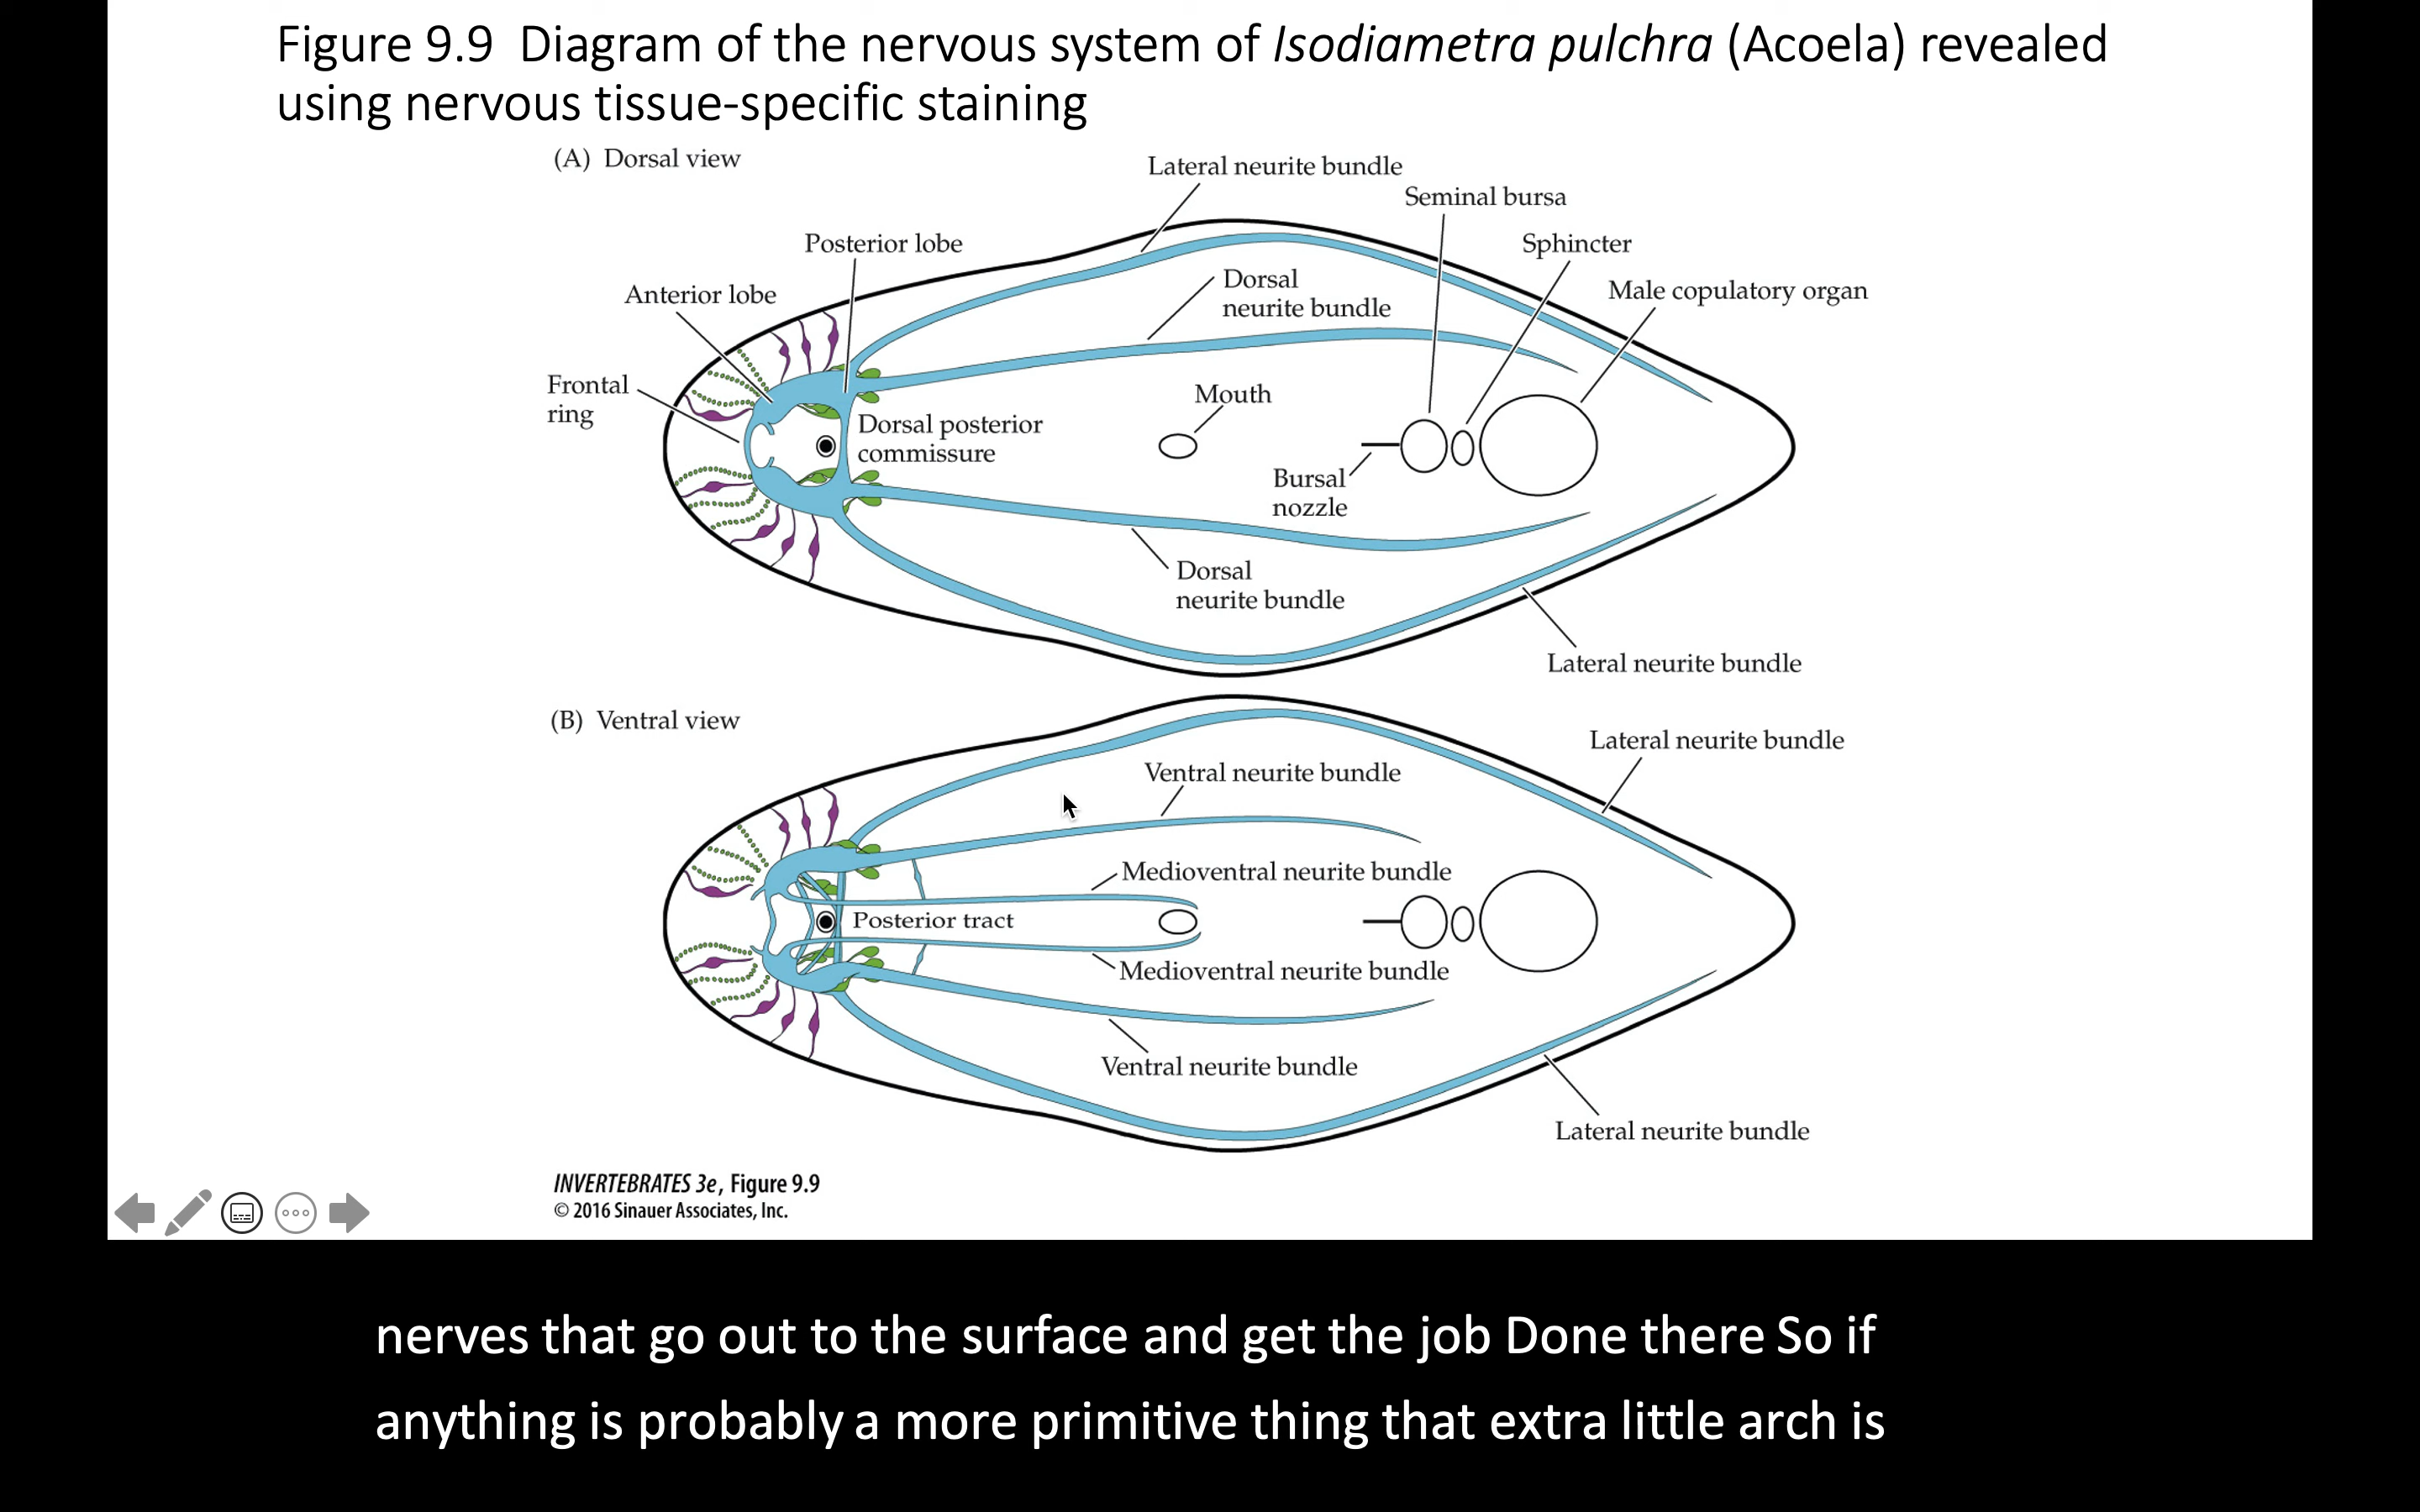 Figure 9.9  Diagram of the nervous system of Isodiametra pulchra (Acoela) revealed
using nervous tissue-specific staining
(A)  Dorsal view
Lateral neurite bundle
Seminal bursa
Posterior lobe
Sphincter
Dorsal
neurite bundle
Anterior lobe
Male copulatory organ
Frontal
ring
Mouth
Dorsal posterior
commissure
Bursal
nozzle
Dorsal
neurite bundle
Lateral neurite bundle
(B)  Ventral view
Lateral neurite bundle
Ventral neurite bundle
Medioventral neurite bundle
Posterior tract
Medioventral neurite bundle
Ventral neurite bundle
Lateral neurite bundle
INVERTEBRATES 3e, Figure 9.9
© 2016 Sinauer Associates, Inc.
nerves that go out to the surface and get the job Done there So if
anything is probably a more primitive thing that extra little arch is